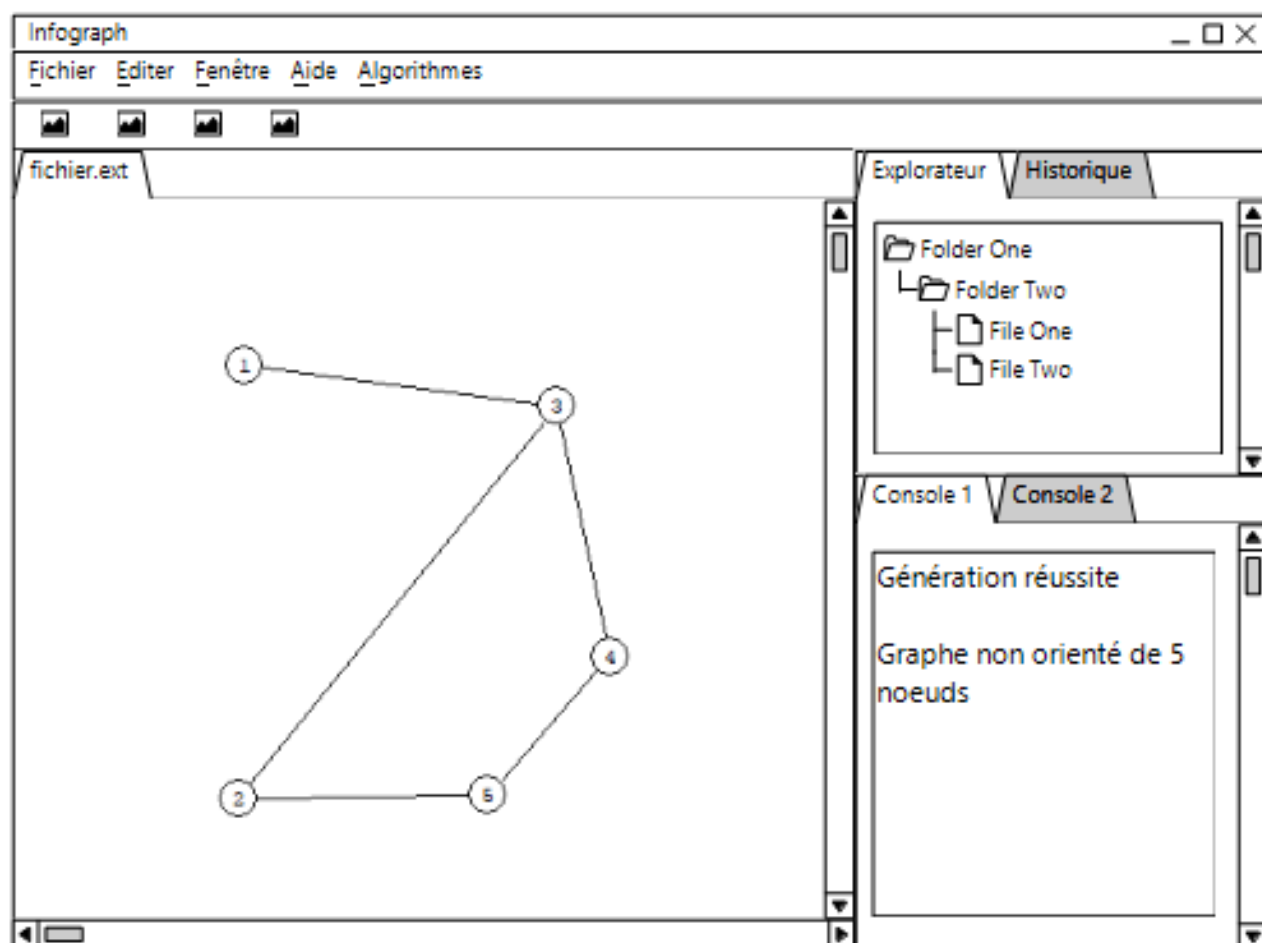 Infograph
Fichier Editer Fenêtre Aide Algorithmes
fichier.ext
Explorateur Historique
Folder One
Folder Two
File One
File Two
1
3
4
2
5
Console 1 Console 2
Génération réussite
Graphe non orienté de 5
noeuds